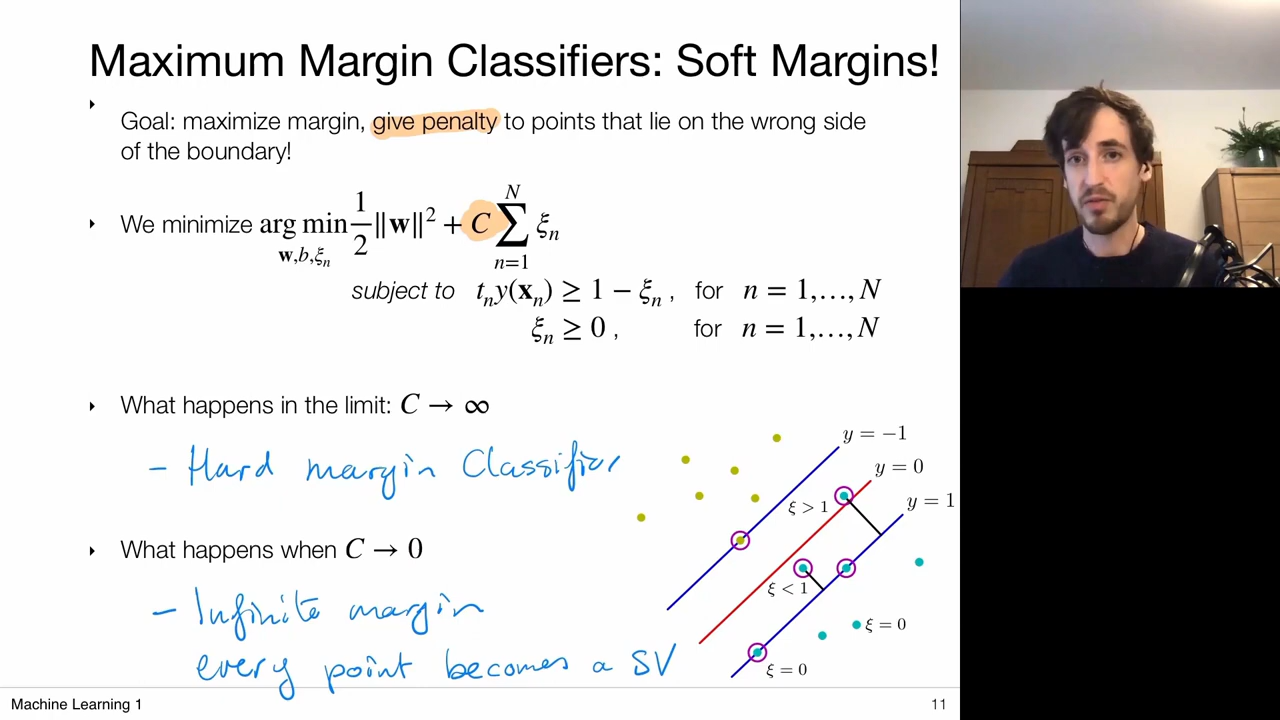 Maximum Margin Classifiers: Soft Margins!
Goal: maximize margin, give penalty to points that lie on the wrong side
of the boundary!
We minimize arg min_{w,b,ξₙ} 1/2 ‖w‖² + C ∑_{n=1}^{N} ξₙ
subject to tₙy(xₙ) ≥ 1 − ξₙ , for n = 1,…,N
ξₙ ≥ 0 , for n = 1,…,N
What happens in the limit: C → ∞
– Hard margin Classifier
What happens when C → 0
– Infinite margin
every point becomes a SV
y = −1
y = 0
y = 1
ξ > 1
ξ < 1
ξ = 0
ξ = 0
Machine Learning 1
11